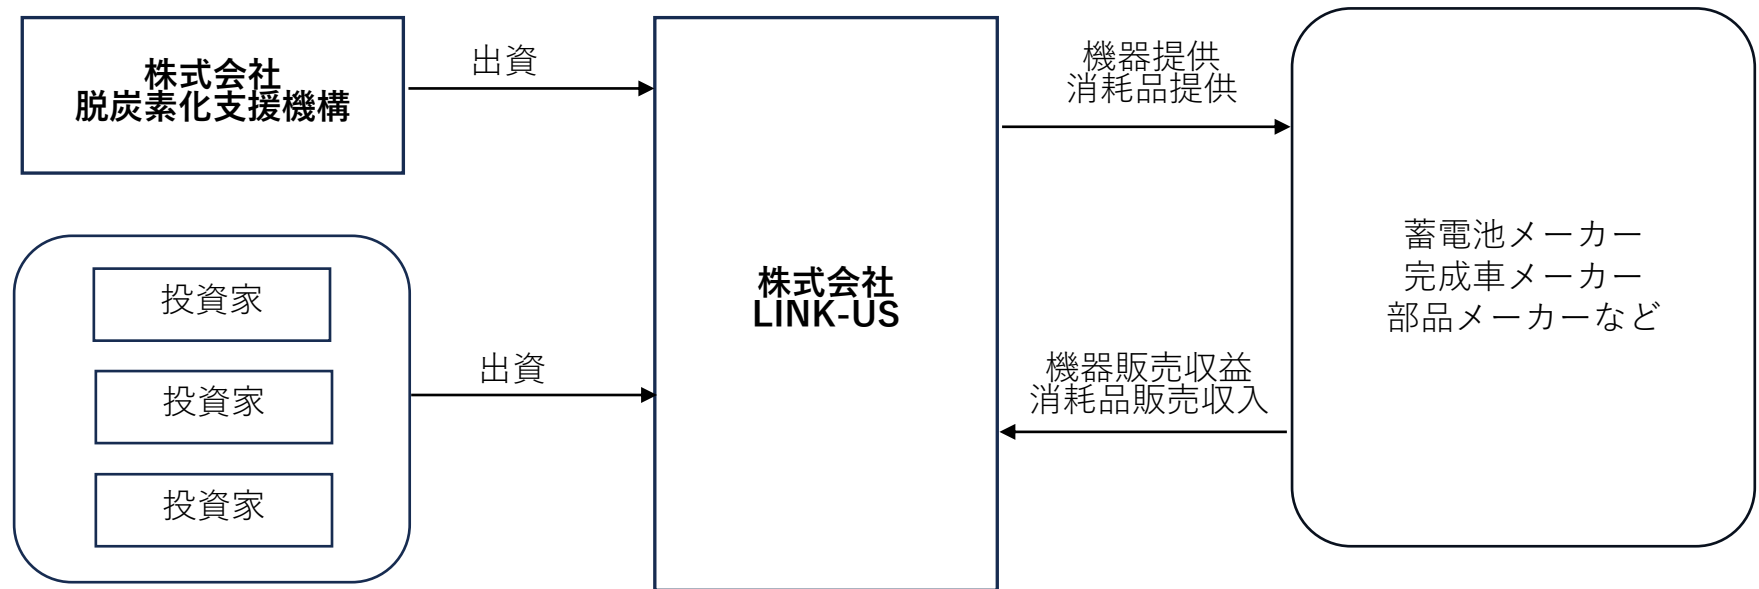 株式会社
脱炭素化支援機構
出資
投資家
投資家
投資家
出資
株式会社
LINK-US
機器提供
消耗品提供
機器販売収益
消耗品販売収入
蓄電池メーカー
完成車メーカー
部品メーカーなど